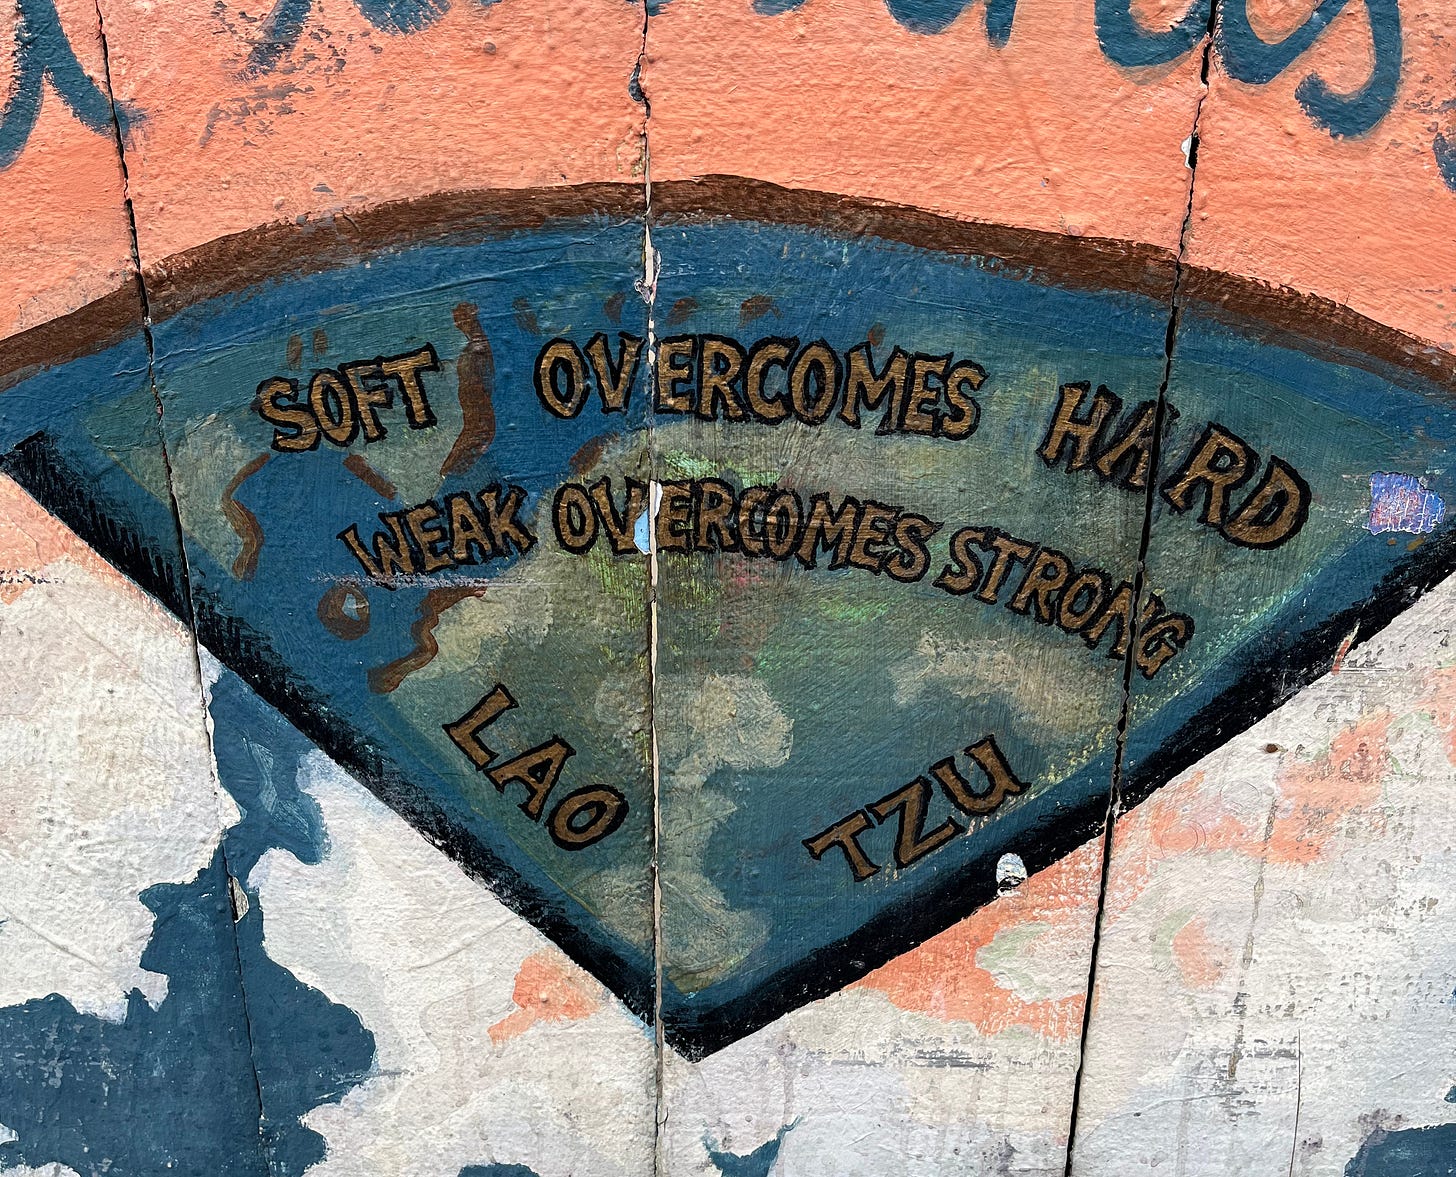 SOFT OVERCOMES HARD
WEAK OVERCOMES STRONG
LAO TZU